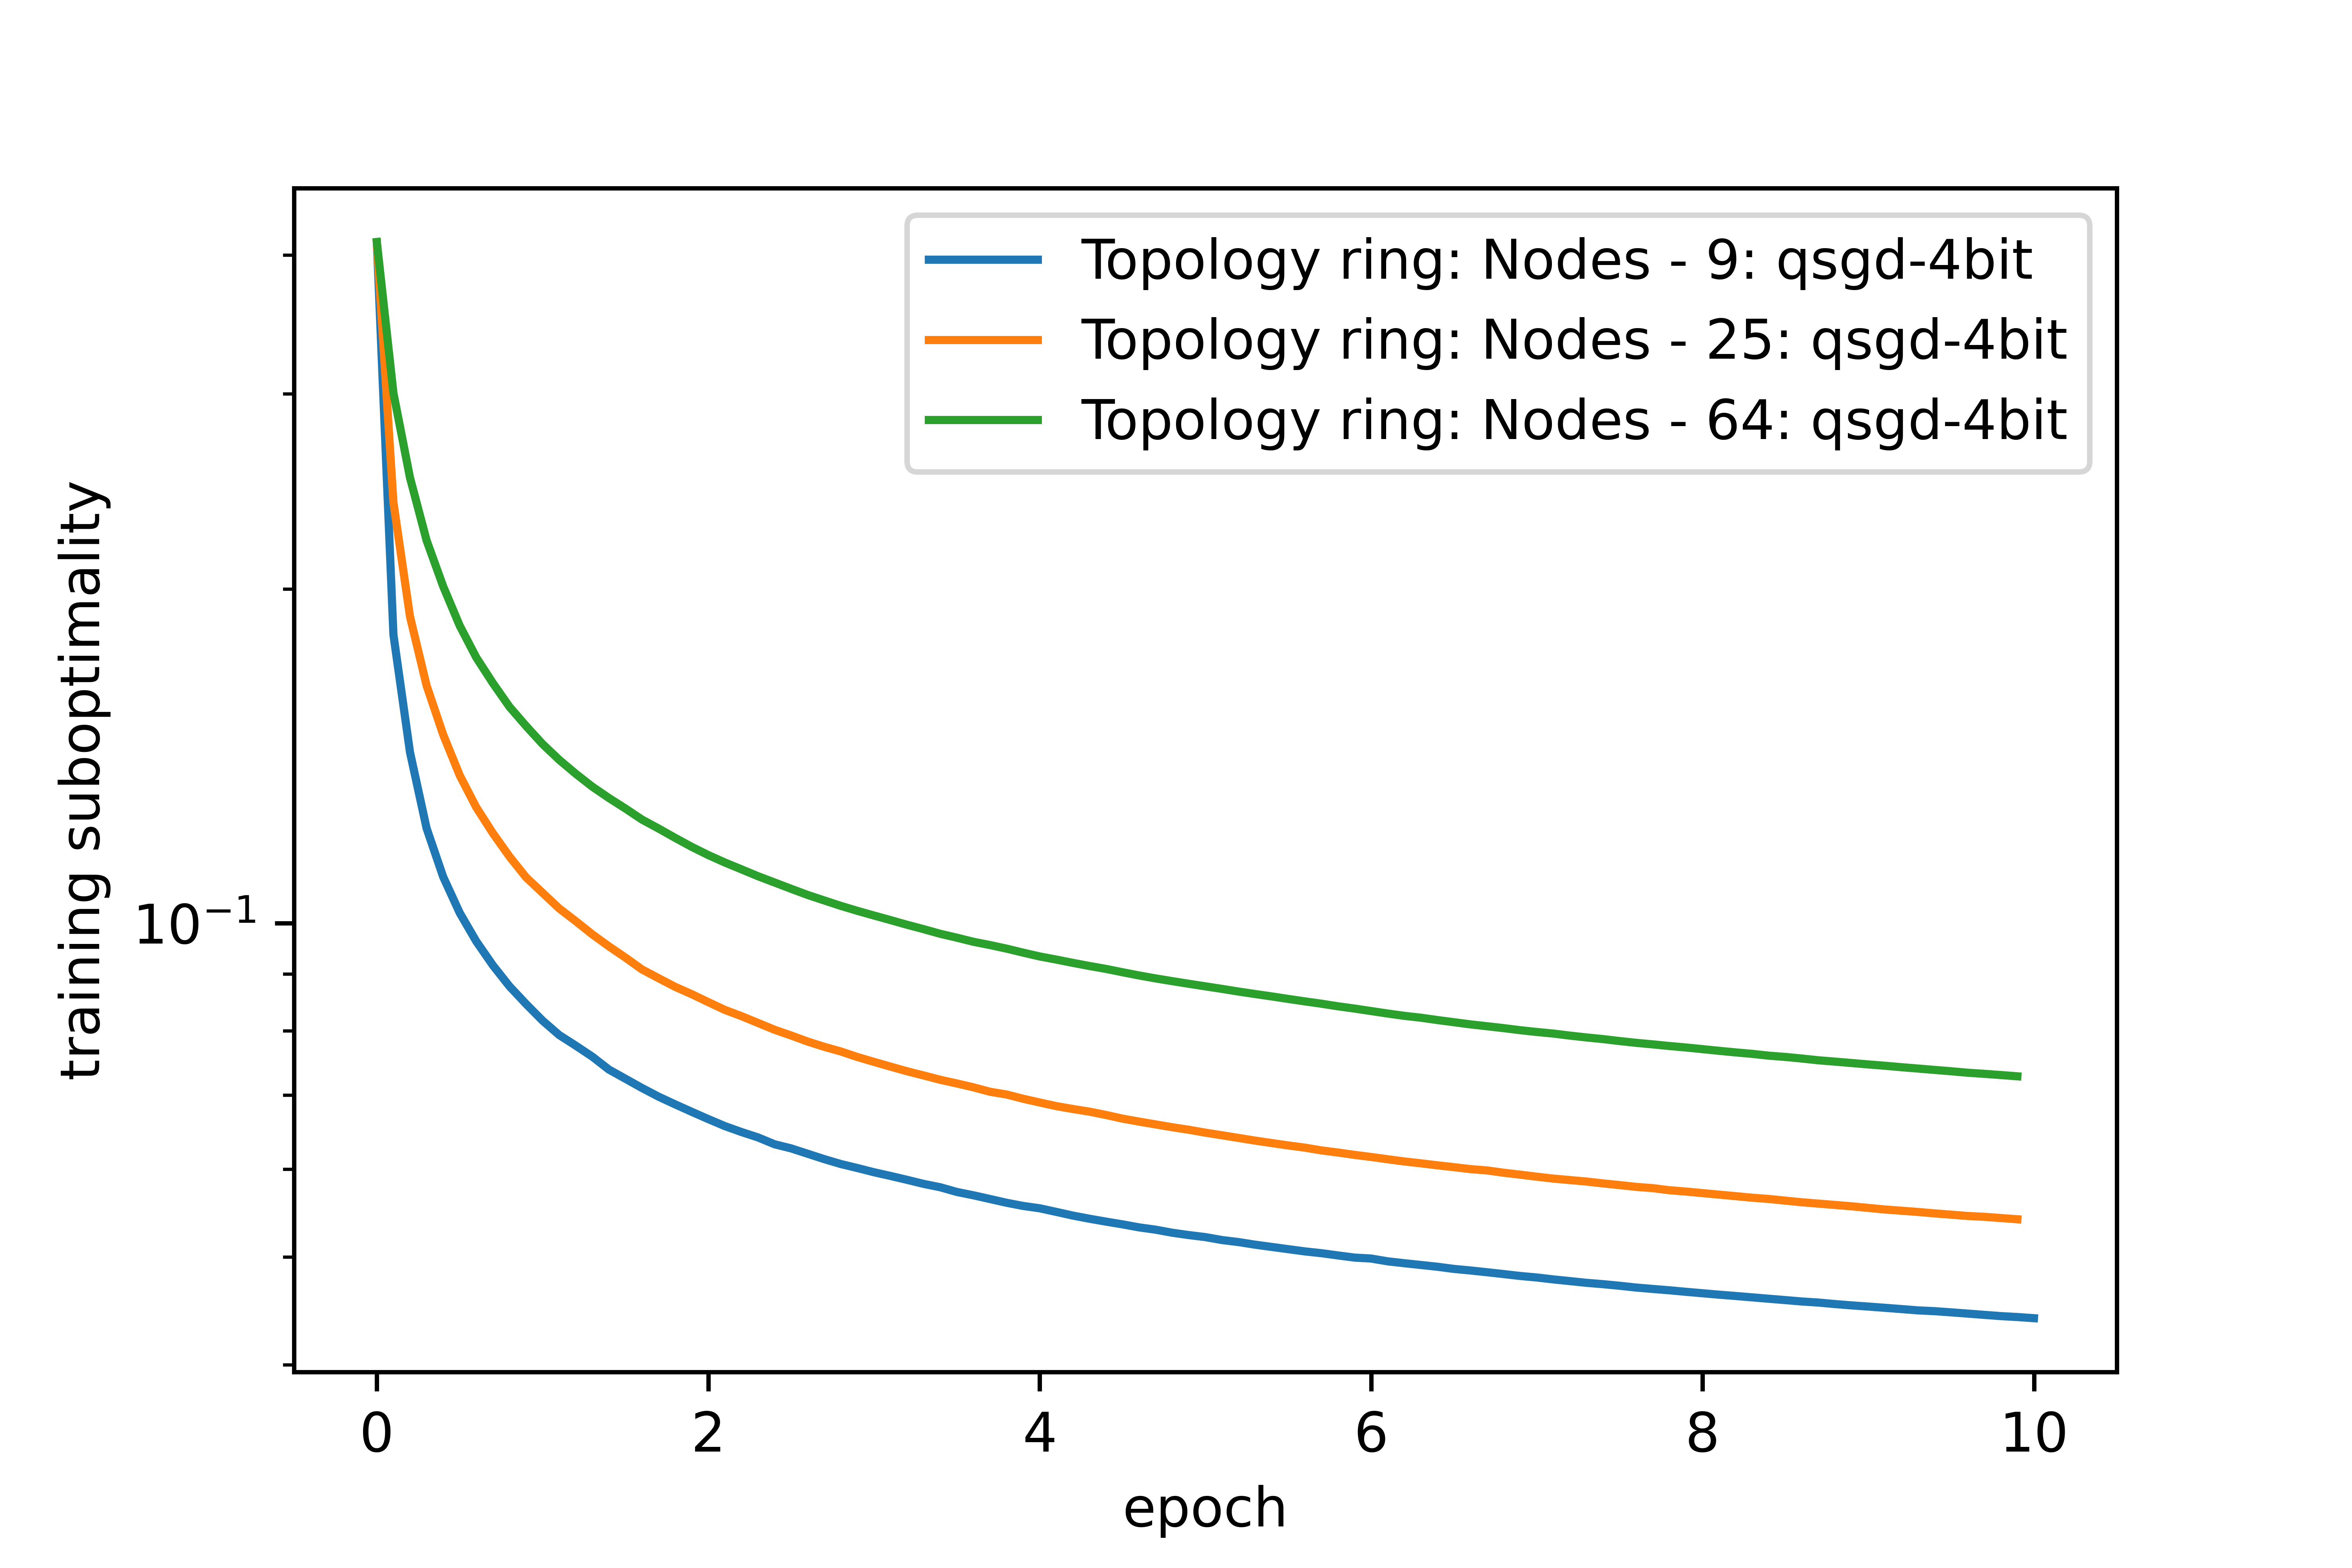 Topology ring: Nodes - 9: qsgd-4bit
Topology ring: Nodes - 25: qsgd-4bit
Topology ring: Nodes - 64: qsgd-4bit
training suboptimality
10⁻¹
0 2 4 6 8 10
epoch